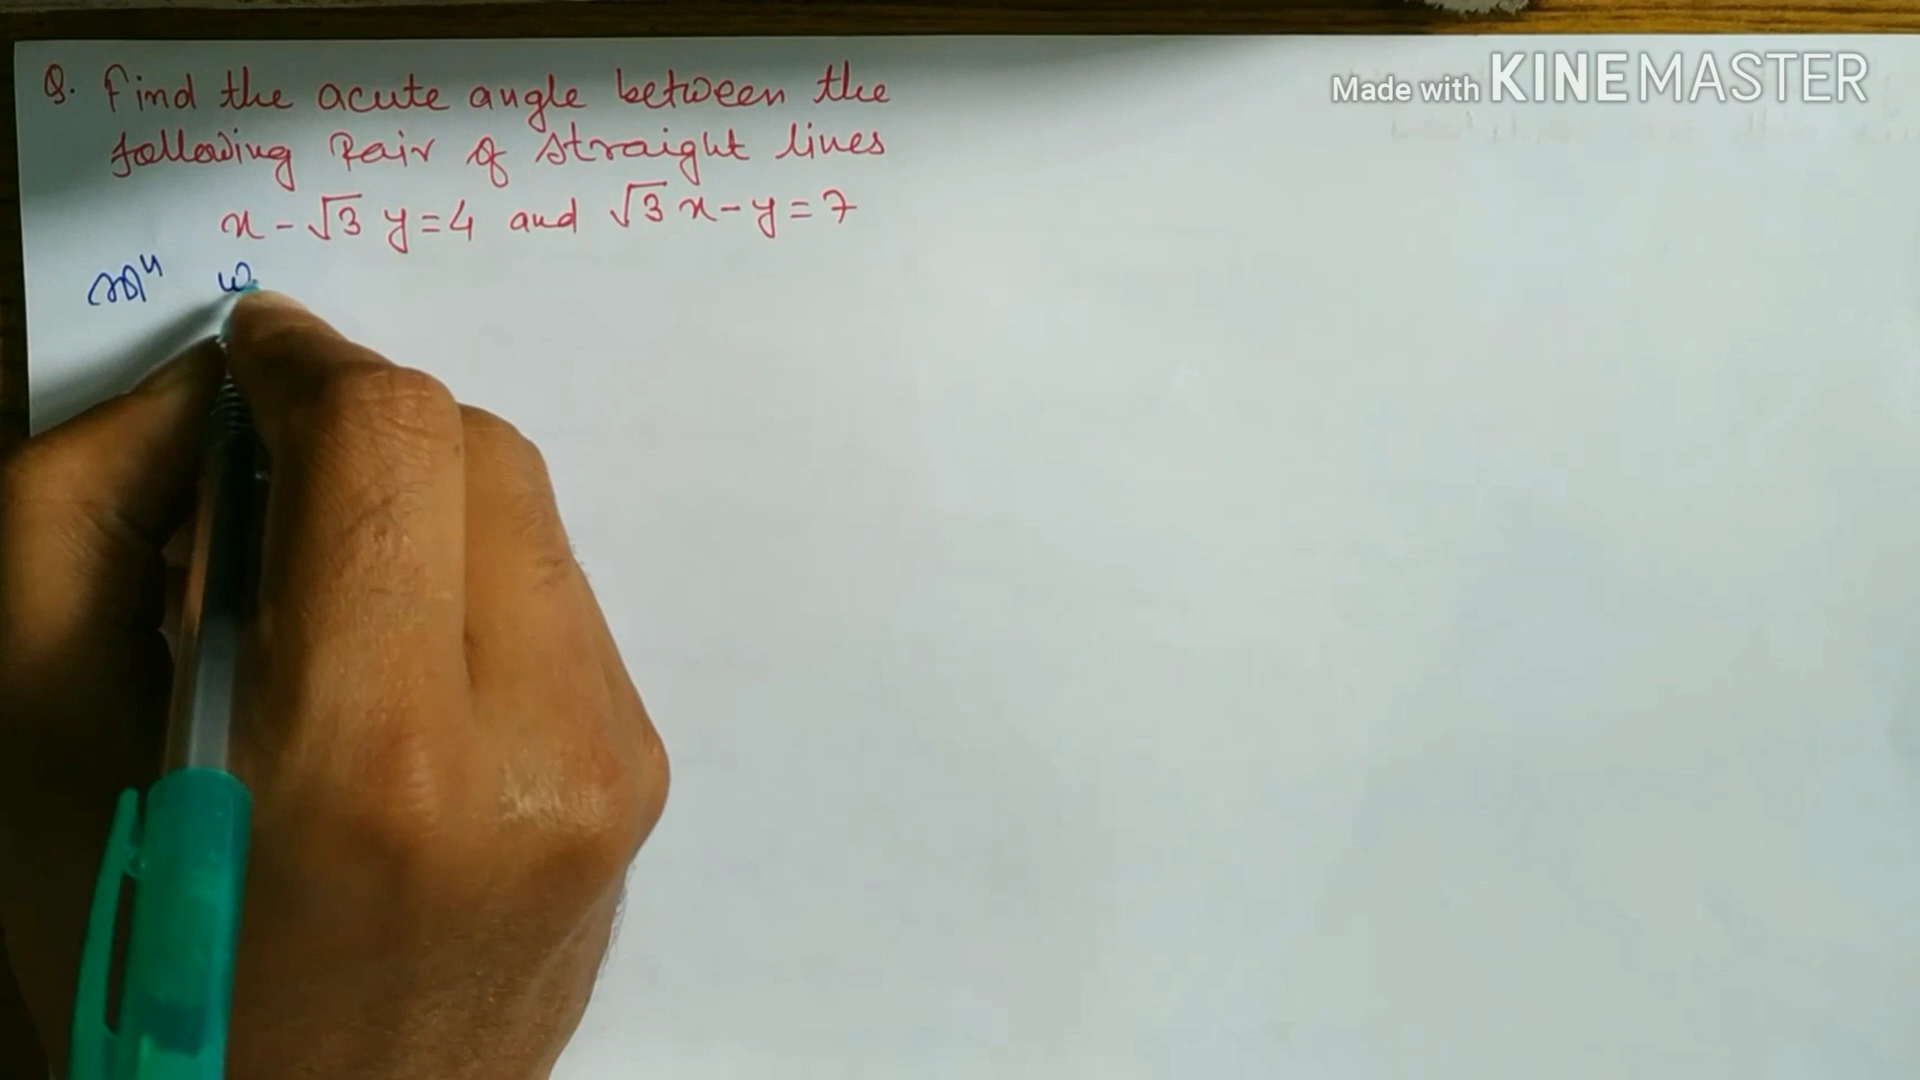 Q. Find the acute angle between the
following Pair of straight lines
x - √3 y = 4 and √3 x - y = 7
Solⁿ
Made with KINEMASTER